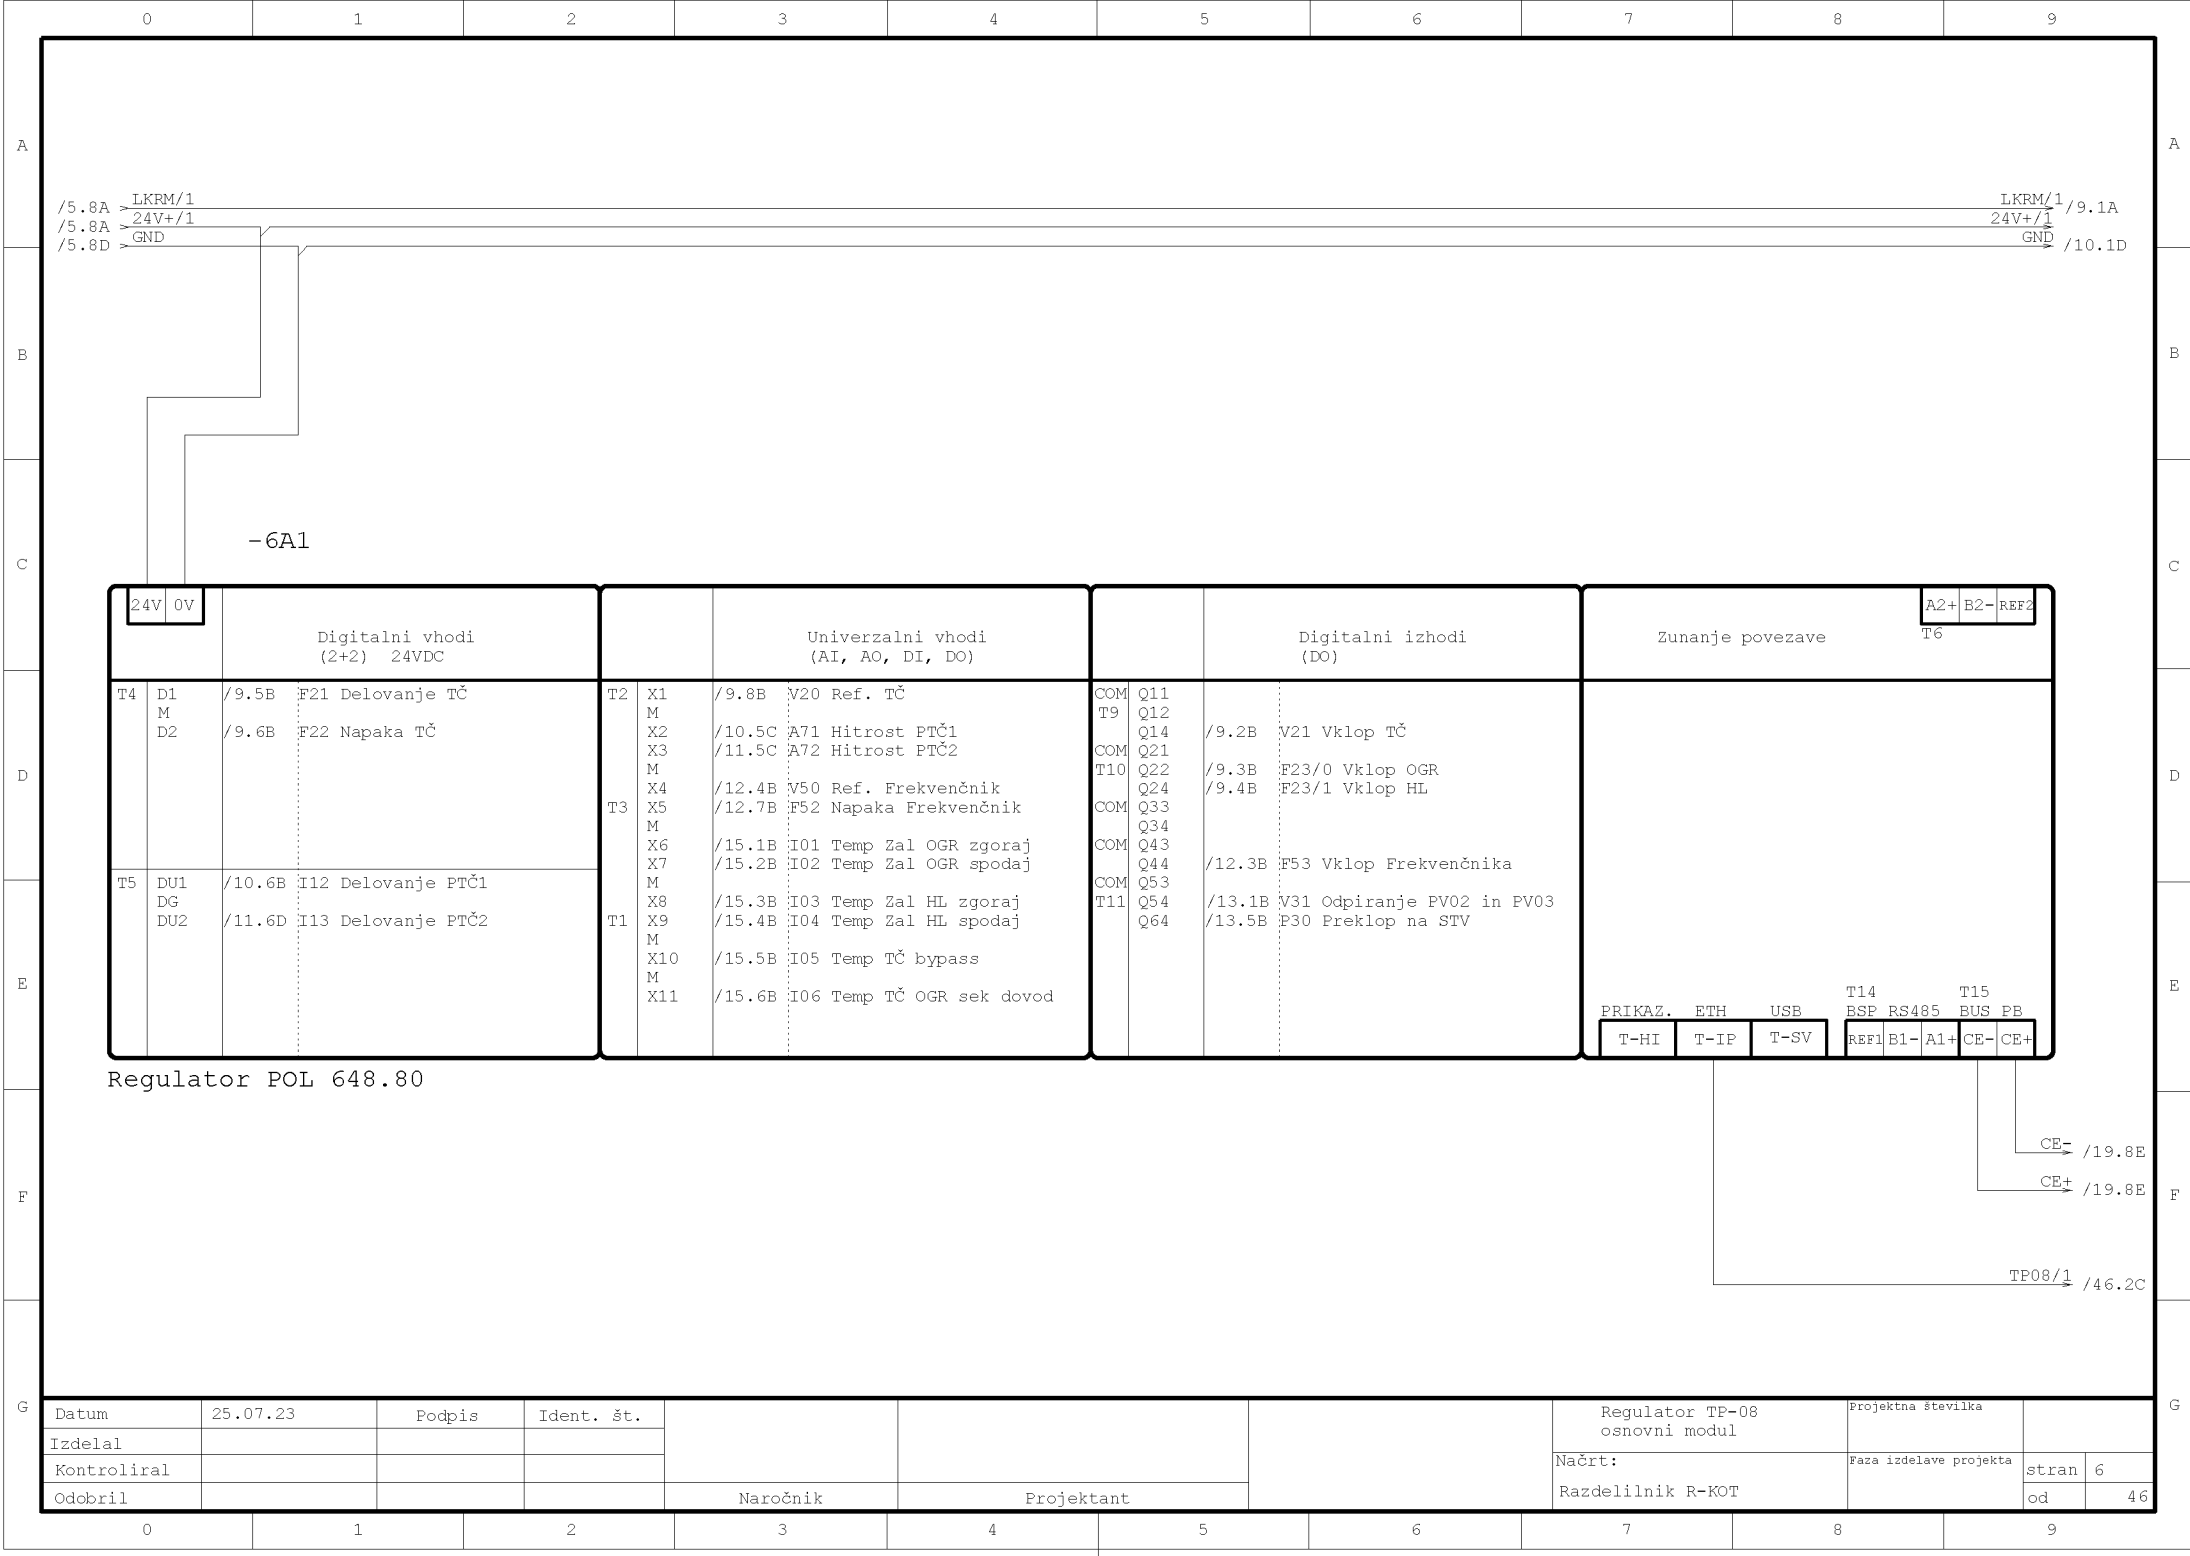 0 1 2 3 4 5 6 7 8 9
A A
/5.8A LKRM/1 LKRM/1 /9.1A
/5.8A 24V+/1 24V+/1
/5.8D GND GND /10.1D
B B
-6A1
C C
24V 0V A2+ B2- REF2
T6
Digitalni vhodi Univerzalni vhodi Digitalni izhodi Zunanje povezave
(2+2) 24VDC (AI, AO, DI, DO) (DO)
T4 D1 /9.5B F21 Delovanje TČ T2 X1 /9.8B V20 Ref. TČ COM Q11
M M T9 Q12
D2 /9.6B F22 Napaka TČ X2 /10.5C A71 Hitrost PTČ1 Q14 /9.2B V21 Vklop TČ
X3 /11.5C A72 Hitrost PTČ2 COM Q21
D M T10 Q22 /9.3B F23/0 Vklop OGR D
X4 /12.4B V50 Ref. Frekvenčnik Q24 /9.4B F23/1 Vklop HL
T3 X5 /12.7B F52 Napaka Frekvenčnik COM Q33
M Q34
X6 /15.1B I01 Temp Zal OGR zgoraj COM Q43
X7 /15.2B I02 Temp Zal OGR spodaj Q44 /12.3B F53 Vklop Frekvenčnika
T5 DU1 /10.6B I12 Delovanje PTČ1 M COM Q53
DG X8 /15.3B I03 Temp Zal HL zgoraj T11 Q54 /13.1B V31 Odpiranje PV02 in PV03
DU2 /11.6D I13 Delovanje PTČ2 T1 X9 /15.4B I04 Temp Zal HL spodaj Q64 /13.5B P30 Preklop na STV
M
X10 /15.5B I05 Temp TČ bypass
E M E
X11 /15.6B I06 Temp TČ OGR sek dovod T14 T15
PRIKAZ. ETH USB BSP RS485 BUS PB
T-HI T-IP T-SV REF1 B1- A1+ CE- CE+
Regulator POL 648.80
CE- /19.8E
CE+ /19.8E
F F
TP08/1 /46.2C
G G
Datum 25.07.23 Podpis Ident. št. Regulator TP-08 Projektna številka
osnovni modul
Izdelal
Kontroliral Načrt: Faza izdelave projekta stran 6
Odobril Naročnik Projektant Razdelilnik R-KOT od 46
0 1 2 3 4 5 6 7 8 9